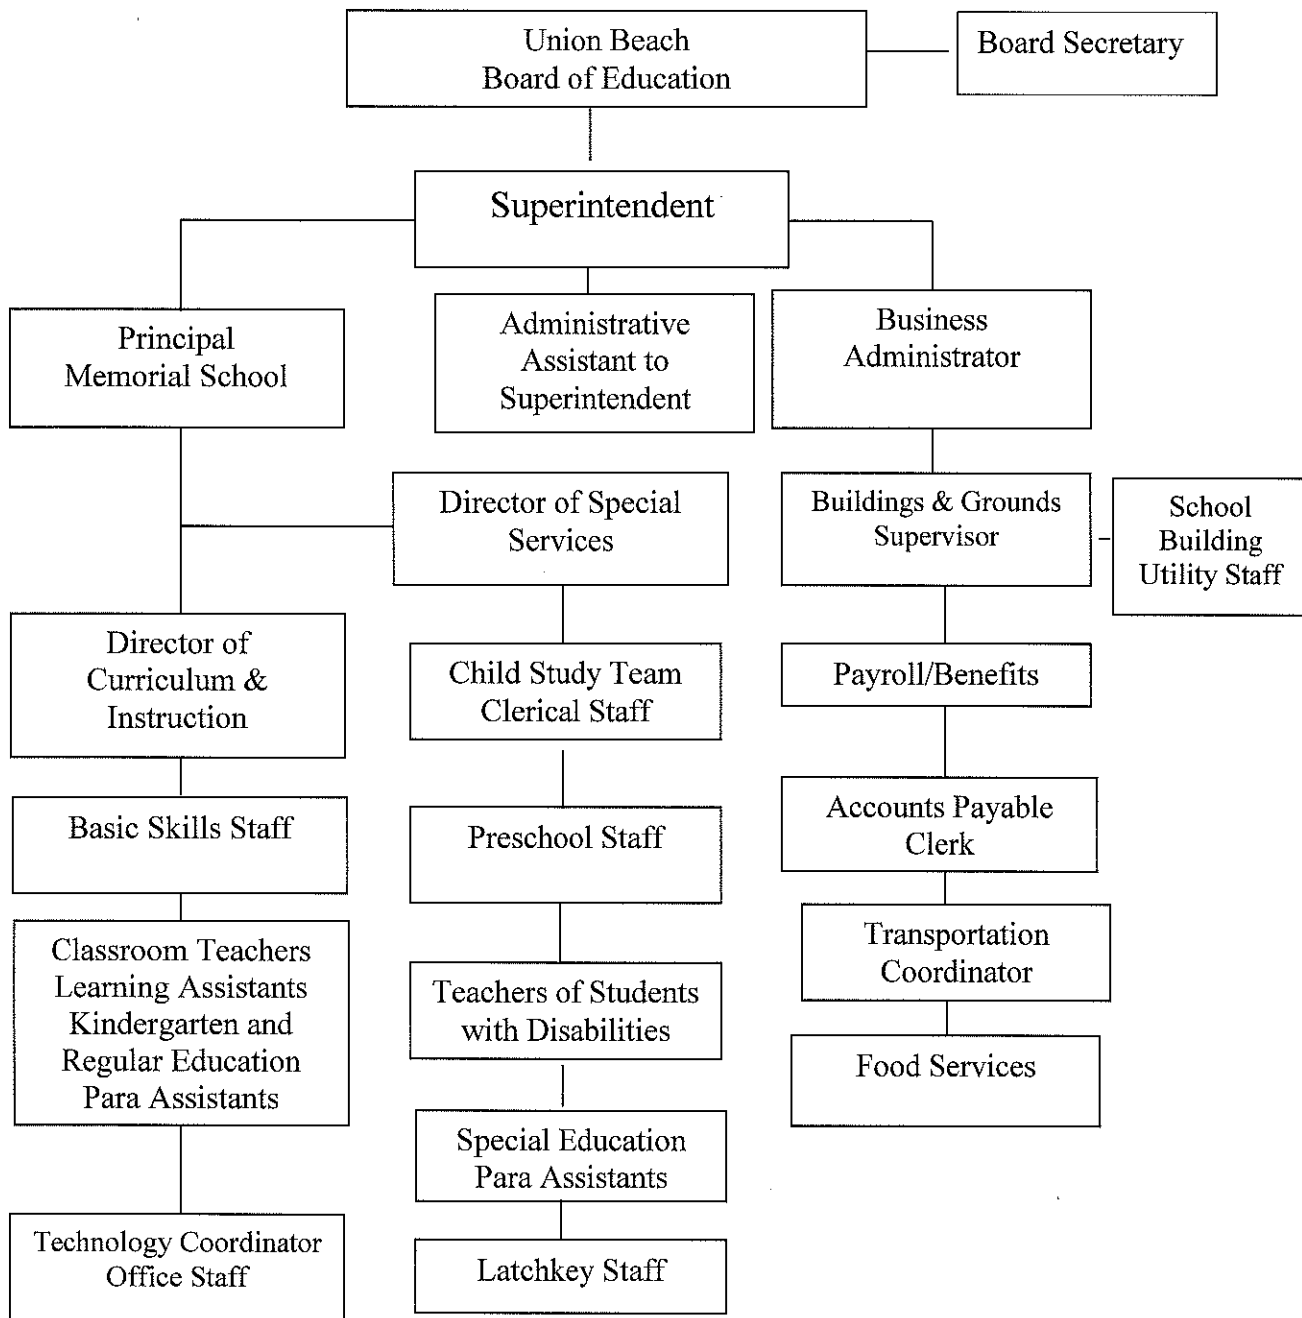 Union Beach
Board of Education
Board Secretary
Superintendent
Principal
Memorial School
Administrative
Assistant to
Superintendent
Business
Administrator
Director of Special
Services
Buildings & Grounds
Supervisor
School
Building
Utility Staff
Director of
Curriculum &
Instruction
Child Study Team
Clerical Staff
Payroll/Benefits
Basic Skills Staff
Preschool Staff
Accounts Payable
Clerk
Classroom Teachers
Learning Assistants
Kindergarten and
Regular Education
Para Assistants
Teachers of Students
with Disabilities
Transportation
Coordinator
Food Services
Special Education
Para Assistants
Technology Coordinator
Office Staff
Latchkey Staff